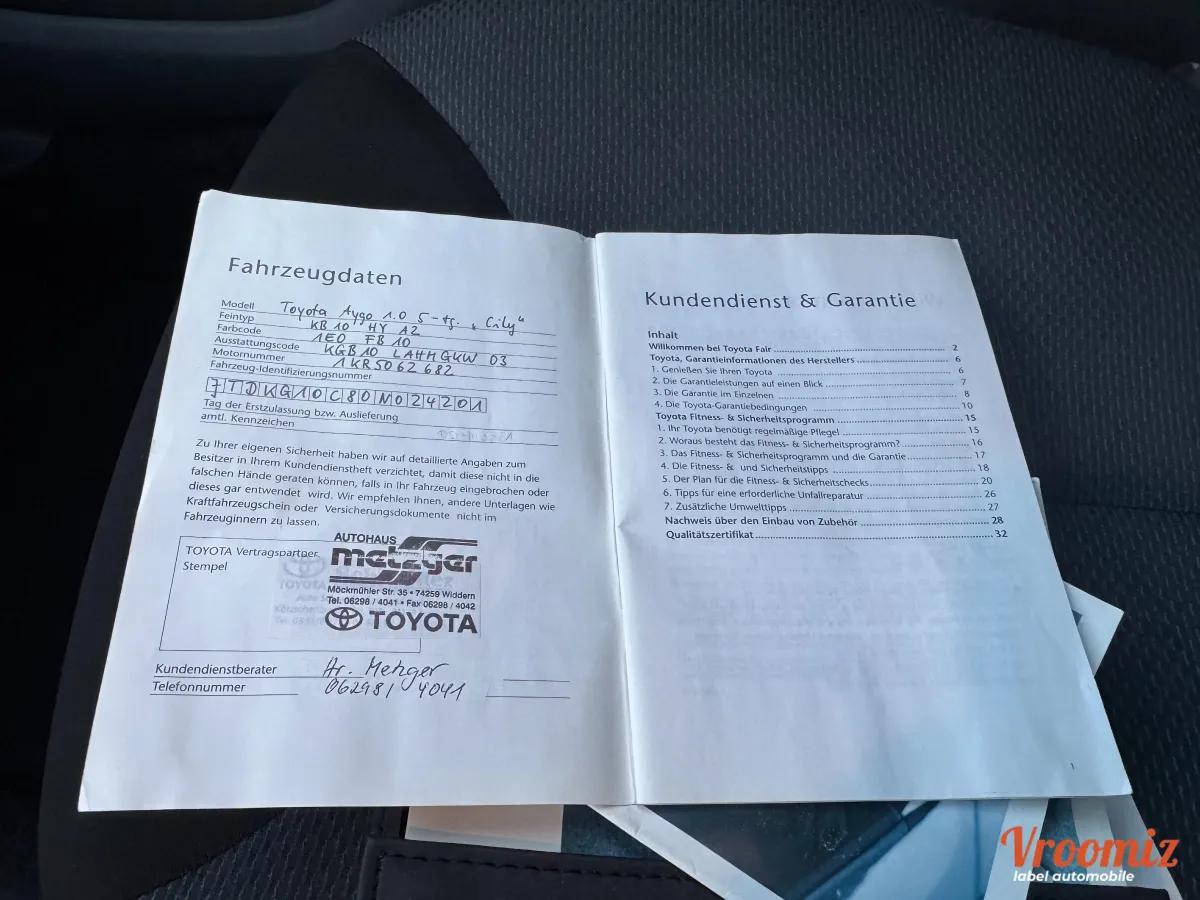 Fahrzeugdaten
Modell Toyota Aygo 1.0 5-tg. „City"
Feintyp KB10 HY A2
Farbcode 1E0 FB10
Ausstattungscode KGB10 LAHHGKW 03
Motornummer 1KR5062682
Fahrzeug-Identifizierungsnummer
JTDKG10C80N024201
Tag der Erstzulassung bzw. Auslieferung
amtl. Kennzeichen
Zu Ihrer eigenen Sicherheit haben wir auf detaillierte Angaben zum
Besitzer in Ihrem Kundendienstheft verzichtet, damit diese nicht in die
falschen Hände geraten können, falls in Ihr Fahrzeug eingebrochen oder
dieses gar entwendet wird. Wir empfehlen Ihnen, andere Unterlagen wie
Kraftfahrzeugschein oder Versicherungsdokumente nicht im
Fahrzeuginnern zu lassen.
TOYOTA Vertragspartner
Stempel
AUTOHAUS
metzger
Möckmühler Str. 35 • 74259 Widdern
Tel. 06298 / 4041 • Fax 06298 / 4042
TOYOTA
Kundendienstberater Hr. Metzger
Telefonnummer 06298/ 4041
Kundendienst & Garantie
Inhalt
Willkommen bei Toyota Fair 2
Toyota, Garantieinformationen des Herstellers 6
1. Genießen Sie Ihren Toyota 6
2. Die Garantieleistungen auf einen Blick 7
3. Die Garantie im Einzelnen 8
4. Die Toyota-Garantiebedingungen 10
Toyota Fitness- & Sicherheitsprogramm 15
1. Ihr Toyota benötigt regelmäßige Pflege! 15
2. Woraus besteht das Fitness- & Sicherheitsprogramm? 16
3. Das Fitness- & Sicherheitsprogramm und die Garantie 17
4. Die Fitness- & und Sicherheitstipps 18
5. Der Plan für die Fitness- & Sicherheitschecks 20
6. Tipps für eine erforderliche Unfallreparatur 26
7. Zusätzliche Umwelttipps 27
Nachweis über den Einbau von Zubehör 28
Qualitätszertifikat 32
1
Vroomiz
label automobile